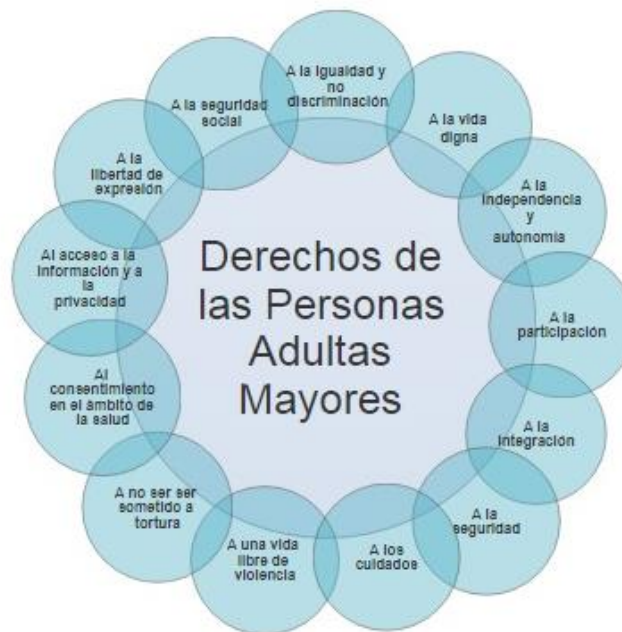 Derechos de
las Personas
Adultas
Mayores
A la igualdad y
no
discriminación
A la vida
digna
A la
independencia
y
autonomía
A la
participación
A la
integración
A la
seguridad
A los
cuidados
A una vida
libre de
violencia
A no ser ser
sometido a
tortura
Al
consentimiento
en el ámbito de
la salud
Al acceso a la
información y a
la
privacidad
A la
libertad de
expresión
A la seguridad
social